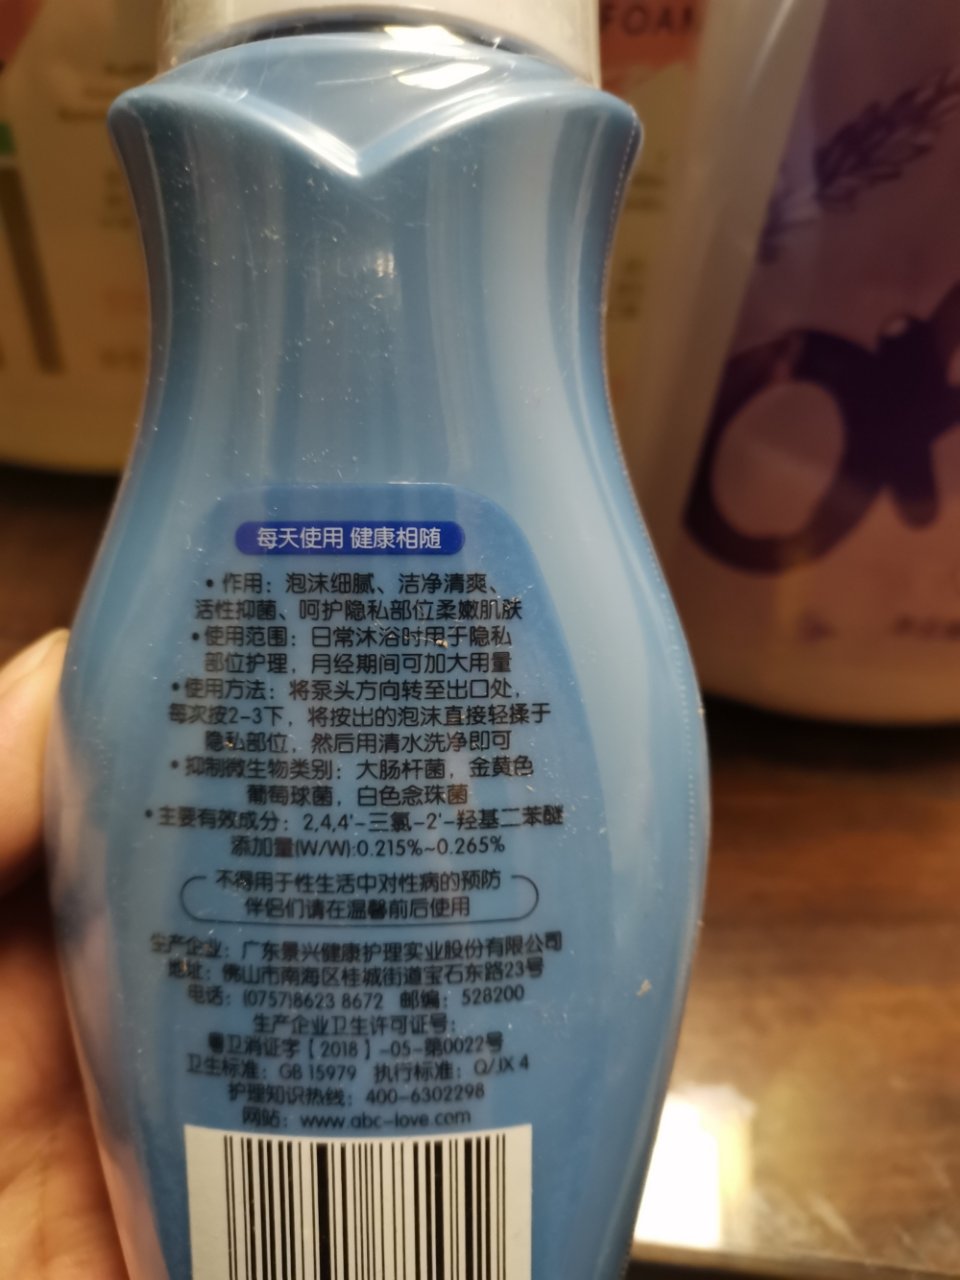 FOAM
每天使用 健康相随
• 作用：泡沫细腻、洁净清爽、
活性抑菌、呵护隐私部位柔嫩肌肤
• 使用范围：日常沐浴时用于隐私
部位护理，月经期间可加大用量
• 使用方法：将泵头方向转至出口处，
每次按2-3下，将按出的泡沫直接轻揉于
隐私部位，然后用清水洗净即可
• 抑制微生物类别：大肠杆菌，金黄色
葡萄球菌，白色念珠菌
• 主要有效成分：2,4,4'-三氯-2'-羟基二苯醚
添加量(W/W):0.215%~0.265%
不得用于性生活中对性病的预防
伴侣们请在温馨前后使用
生产企业：广东景兴健康护理实业股份有限公司
地址：佛山市南海区桂城街道宝石东路23号
电话：(0757)8623 8672 邮编：528200
生产企业卫生许可证号：
粤卫消证字【2018】-05-第0022号
卫生标准：GB 15979 执行标准：Q/JX 4
护理知识热线：400-6302298
网站：www.abc-love.com